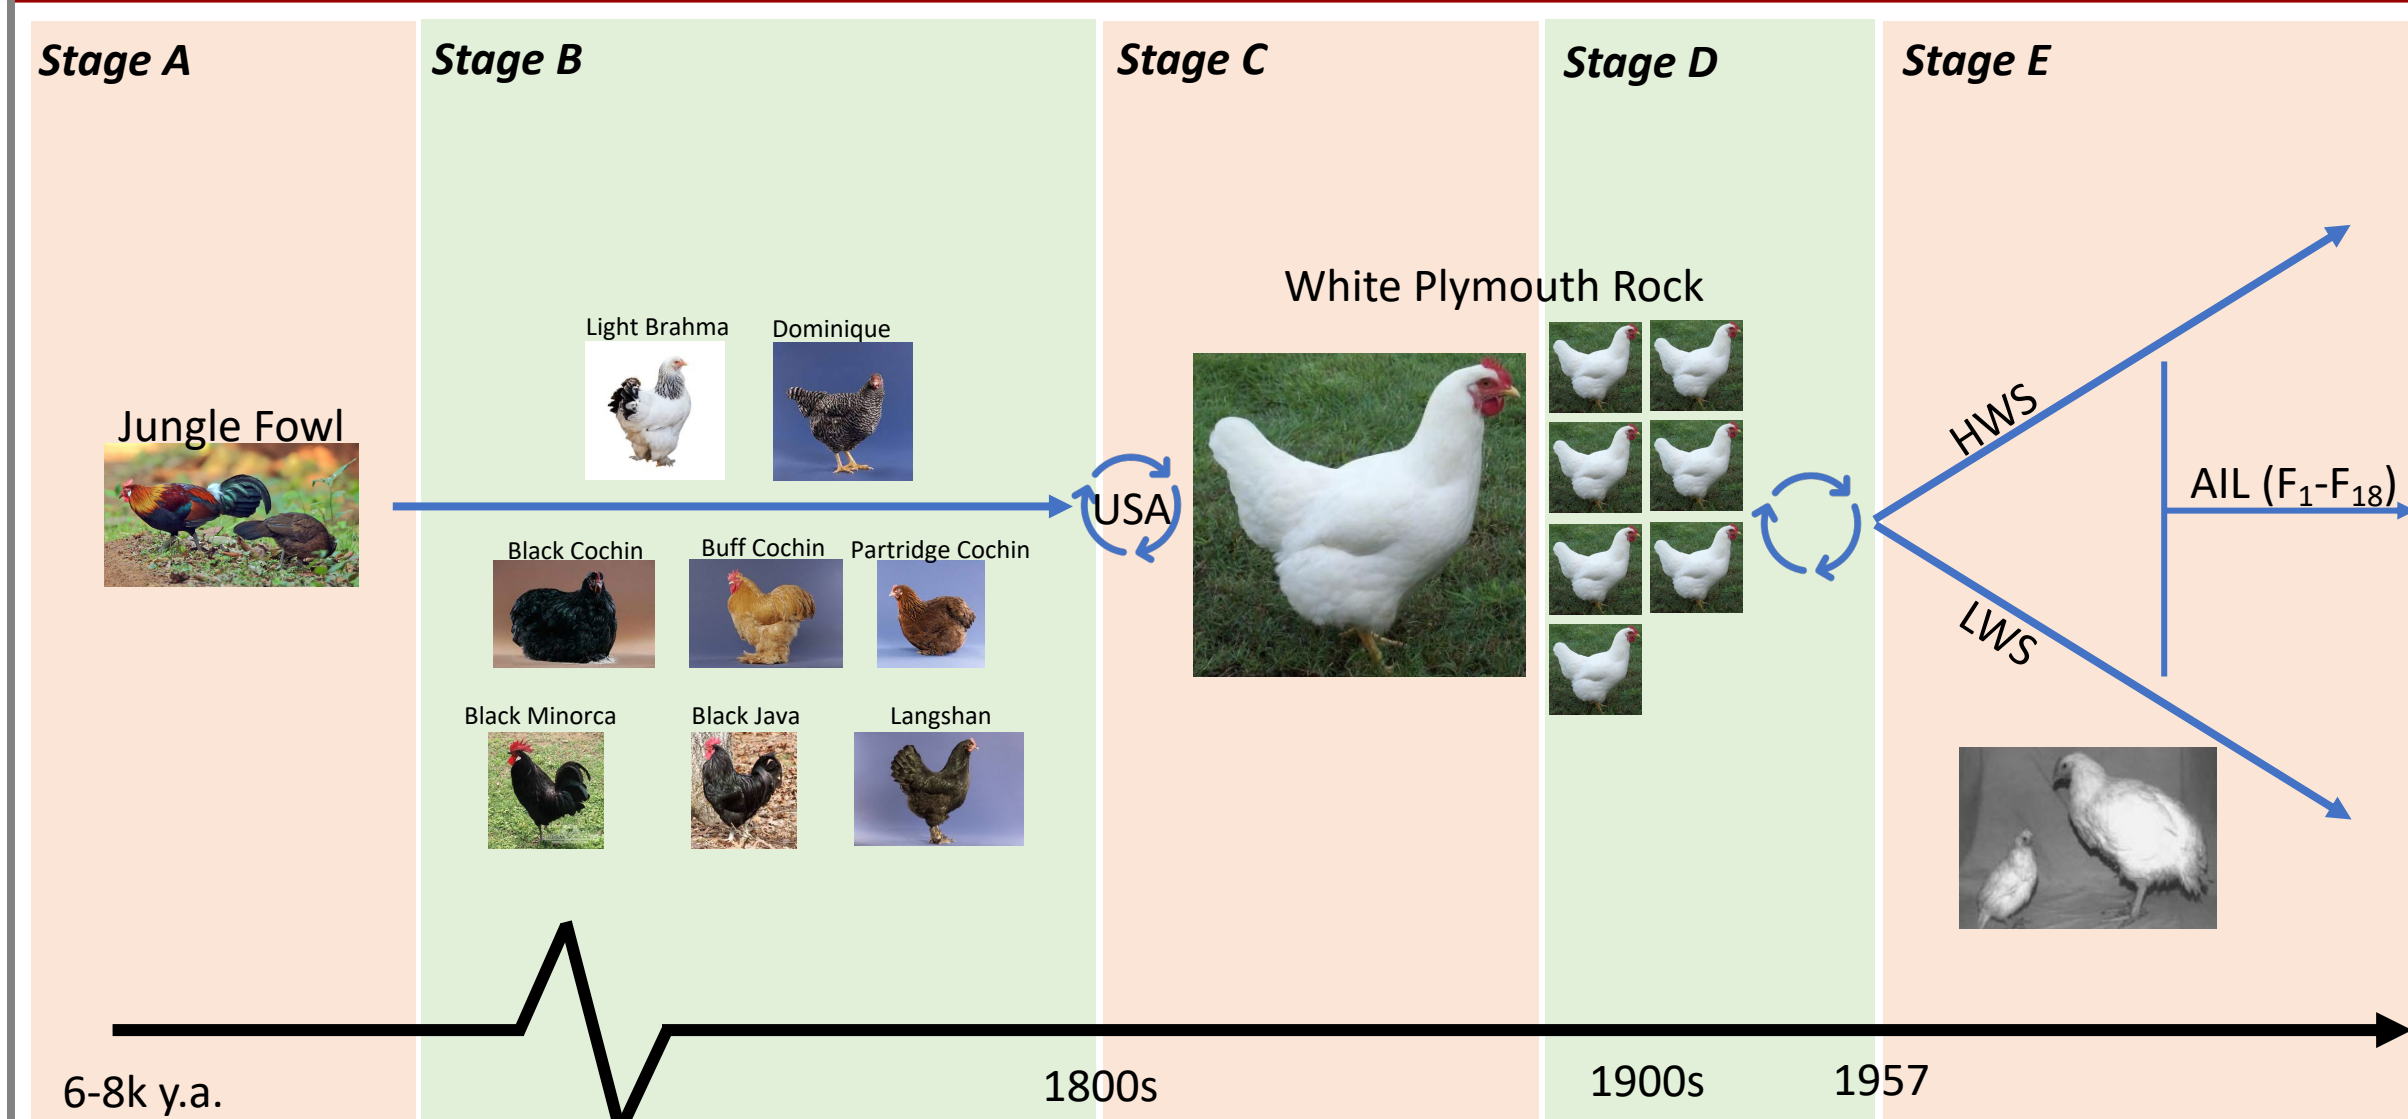 Stage A
Stage B
Stage C
Stage D
Stage E
Jungle Fowl
Light Brahma
Dominique
Black Cochin
Buff Cochin
Partridge Cochin
Black Minorca
Black Java
Langshan
USA
White Plymouth Rock
HWS
LWS
AIL (F₁-F₁₈)
6-8k y.a.
1800s
1900s
1957